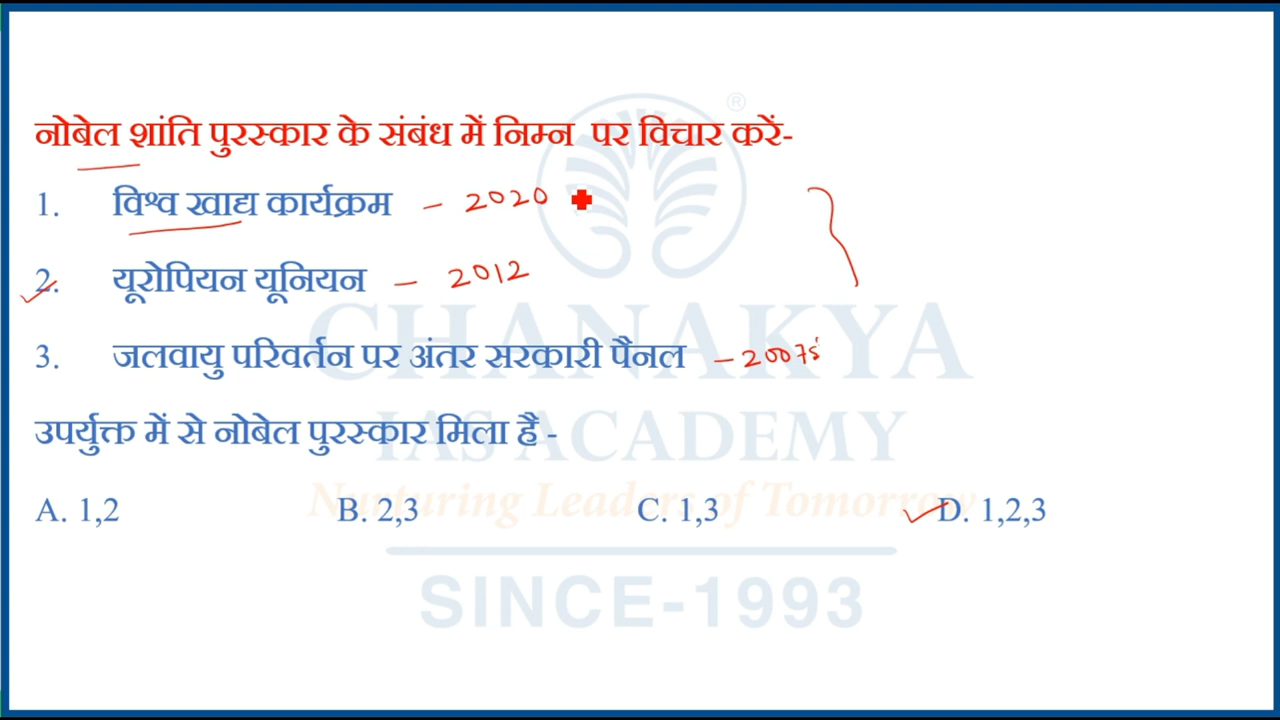 ®
नोबेल शांति पुरस्कार के संबंध में निम्न पर विचार करें-
1. विश्व खाद्य कार्यक्रम - 2020
2. यूरोपियन यूनियन - 2012
3. जलवायु परिवर्तन पर अंतर सरकारी पैनल - 2007
CHANAKYA
उपर्युक्त में से नोबेल पुरस्कार मिला है -
IAS ACADEMY
Nurturing Leaders of Tomorrow
A. 1,2 B. 2,3 C. 1,3 D. 1,2,3
SINCE-1993